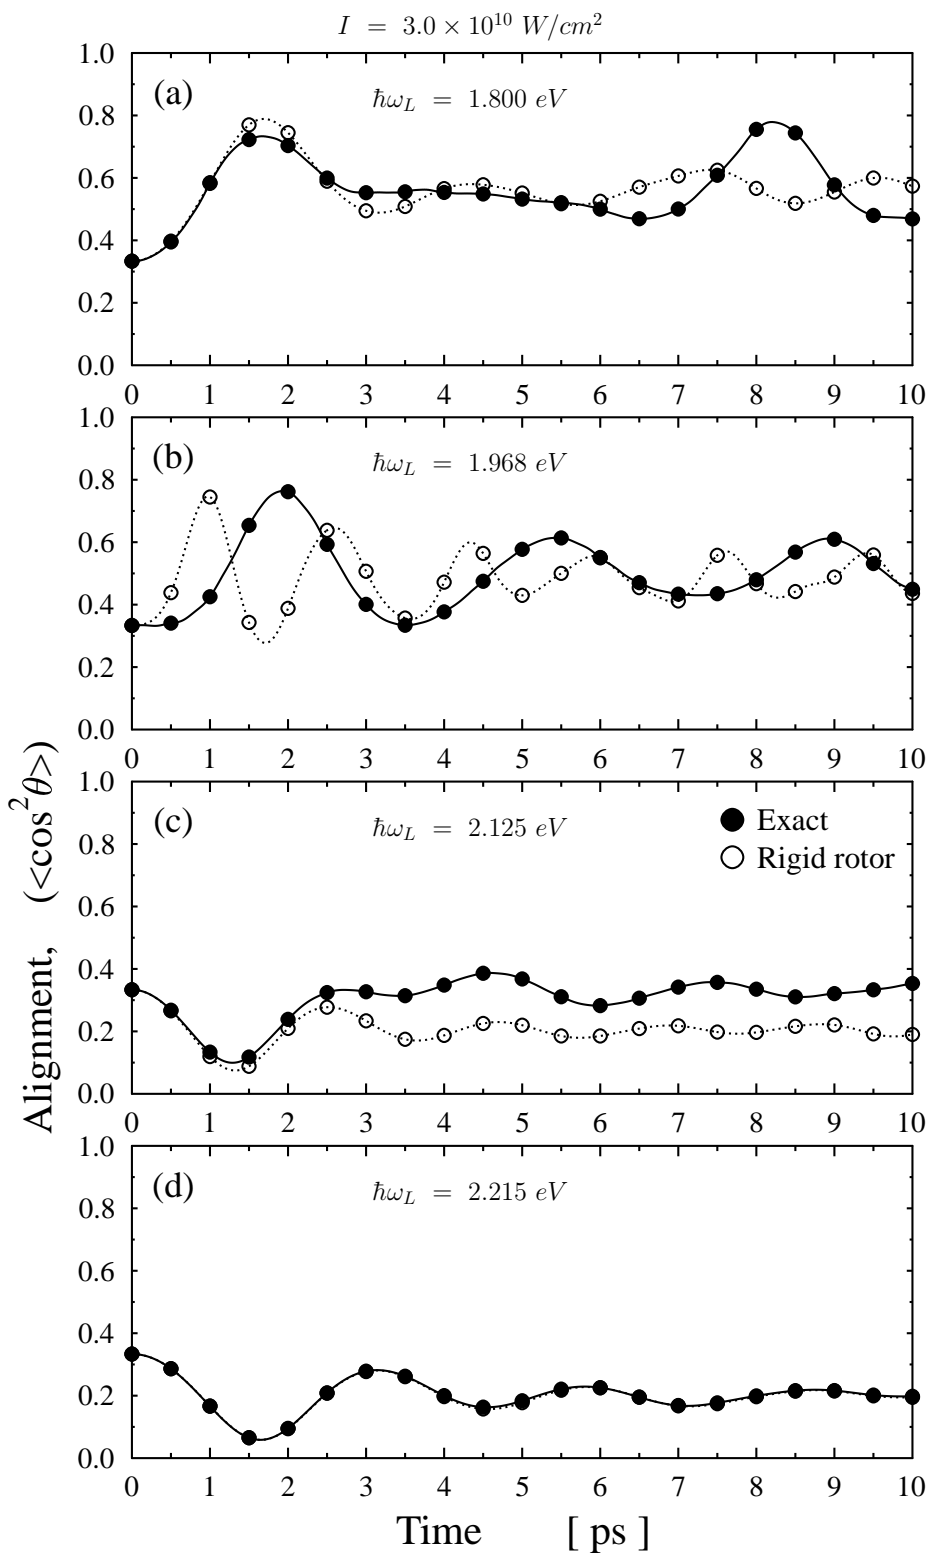 I = 3.0 × 10¹⁰ W/cm²
1.0
(a)
ħω_L = 1.800 eV
0.8
0.6
0.4
0.2
0.0
0 1 2 3 4 5 6 7 8 9 10
1.0
(b)
ħω_L = 1.968 eV
0.8
0.6
0.4
0.2
0.0
0 1 2 3 4 5 6 7 8 9 10
1.0
(c)
ħω_L = 2.125 eV
Exact
Rigid rotor
0.8
0.6
0.4
0.2
0.0
0 1 2 3 4 5 6 7 8 9 10
1.0
(d)
ħω_L = 2.215 eV
0.8
0.6
0.4
0.2
0.0
0 1 2 3 4 5 6 7 8 9 10
Alignment, (<cos²θ>)
Time [ ps ]